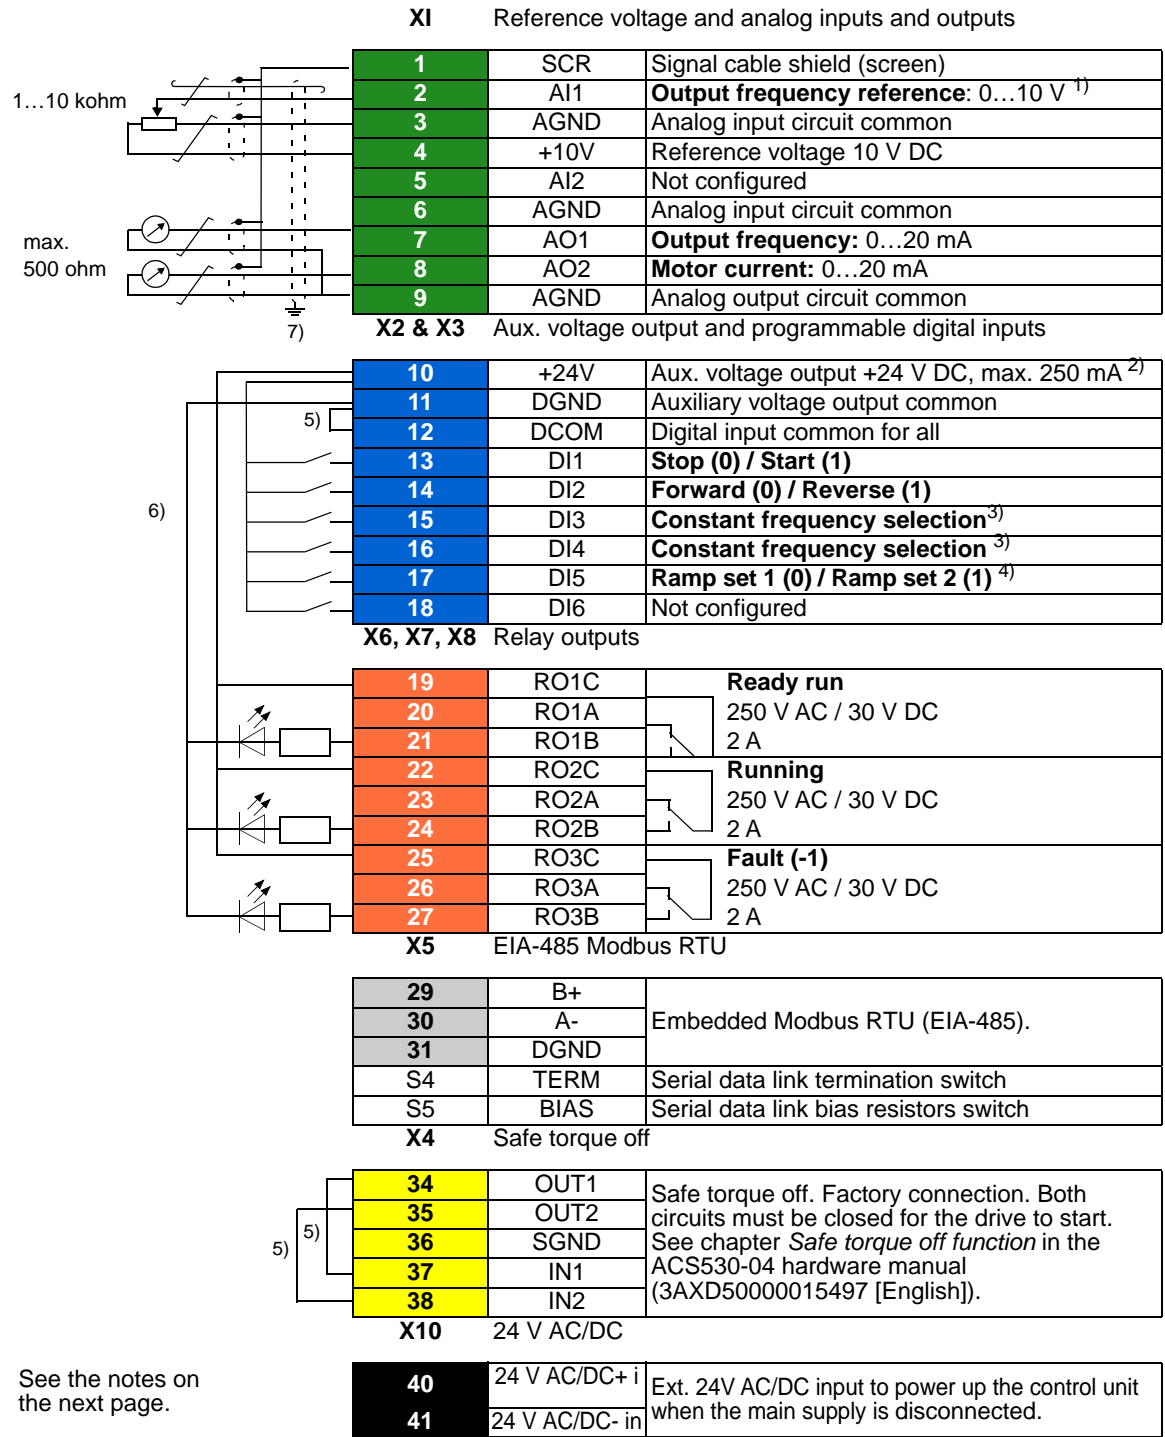 XI Reference voltage and analog inputs and outputs
1…10 kohm
1 SCR Signal cable shield (screen)
2 AI1 Output frequency reference: 0…10 V 1)
3 AGND Analog input circuit common
4 +10V Reference voltage 10 V DC
5 AI2 Not configured
6 AGND Analog input circuit common
max.
500 ohm
7 AO1 Output frequency: 0…20 mA
8 AO2 Motor current: 0…20 mA
9 AGND Analog output circuit common
7)
X2 & X3 Aux. voltage output and programmable digital inputs
10 +24V Aux. voltage output +24 V DC, max. 250 mA 2)
11 DGND Auxiliary voltage output common
5)
12 DCOM Digital input common for all
13 DI1 Stop (0) / Start (1)
14 DI2 Forward (0) / Reverse (1)
6)
15 DI3 Constant frequency selection3)
16 DI4 Constant frequency selection 3)
17 DI5 Ramp set 1 (0) / Ramp set 2 (1) 4)
18 DI6 Not configured
X6, X7, X8 Relay outputs
19 RO1C Ready run
20 RO1A 250 V AC / 30 V DC
21 RO1B 2 A
22 RO2C Running
23 RO2A 250 V AC / 30 V DC
24 RO2B 2 A
25 RO3C Fault (-1)
26 RO3A 250 V AC / 30 V DC
27 RO3B 2 A
X5 EIA-485 Modbus RTU
29 B+
30 A- Embedded Modbus RTU (EIA-485).
31 DGND
S4 TERM Serial data link termination switch
S5 BIAS Serial data link bias resistors switch
X4 Safe torque off
34 OUT1
35 OUT2
36 SGND
37 IN1
38 IN2
5)
5)
Safe torque off. Factory connection. Both
circuits must be closed for the drive to start.
See chapter Safe torque off function in the
ACS530-04 hardware manual
(3AXD50000015497 [English]).
X10 24 V AC/DC
See the notes on
the next page.
40 24 V AC/DC+ i
41 24 V AC/DC- in
Ext. 24V AC/DC input to power up the control unit
when the main supply is disconnected.